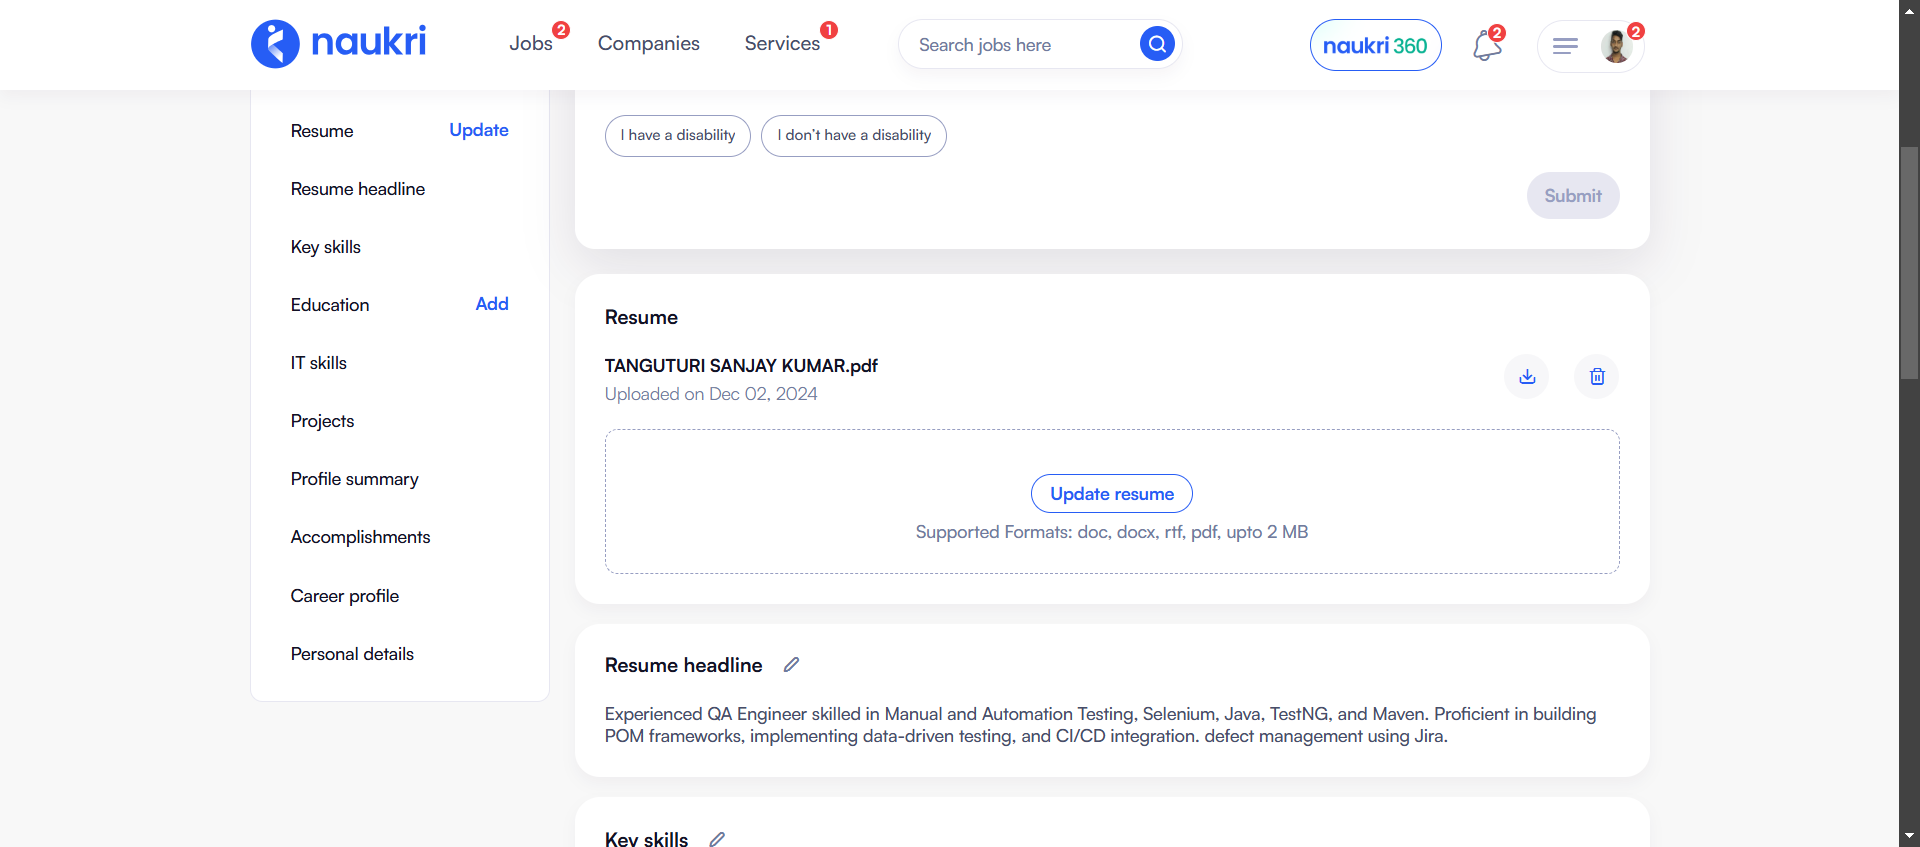 naukri
Jobs 2
Companies
Services 1
Search jobs here
naukri 360
2
2
Resume Update
Resume headline
Key skills
Education Add
IT skills
Projects
Profile summary
Accomplishments
Career profile
Personal details
I have a disability
I don't have a disability
Submit
Resume
TANGUTURI SANJAY KUMAR.pdf
Uploaded on Dec 02, 2024
Update resume
Supported Formats: doc, docx, rtf, pdf, upto 2 MB
Resume headline
Experienced QA Engineer skilled in Manual and Automation Testing, Selenium, Java, TestNG, and Maven. Proficient in building
POM frameworks, implementing data-driven testing, and CI/CD integration. defect management using Jira.
Key skills